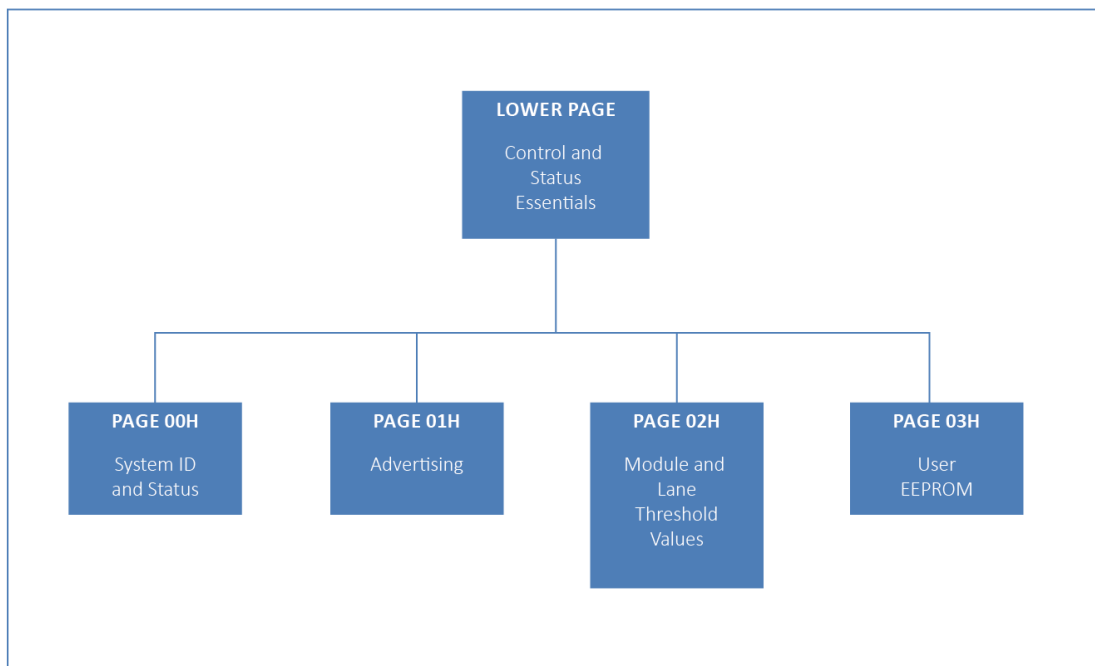 LOWER PAGE
Control and
Status
Essentials
PAGE 00H
System ID
and Status
PAGE 01H
Advertising
PAGE 02H
Module and
Lane
Threshold
Values
PAGE 03H
User
EEPROM